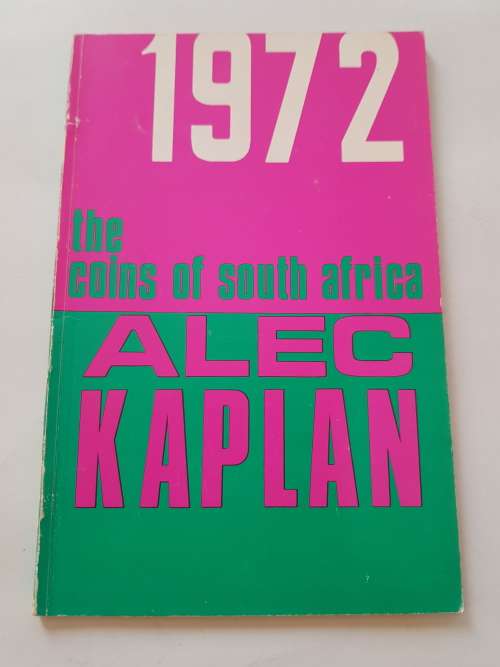 1972
the
coins of south africa
ALEC
KAPLAN